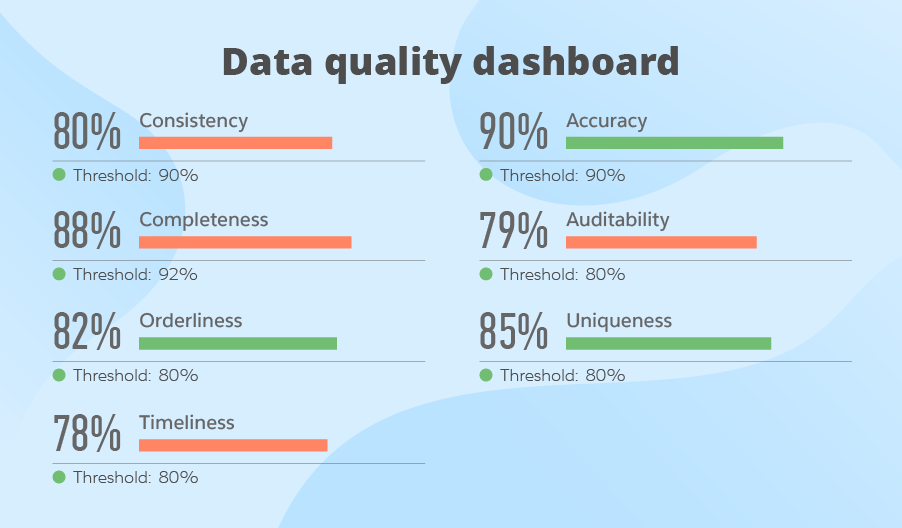 Data quality dashboard
80% Consistency
Threshold: 90%
88% Completeness
Threshold: 92%
82% Orderliness
Threshold: 80%
78% Timeliness
Threshold: 80%
90% Accuracy
Threshold: 90%
79% Auditability
Threshold: 80%
85% Uniqueness
Threshold: 80%